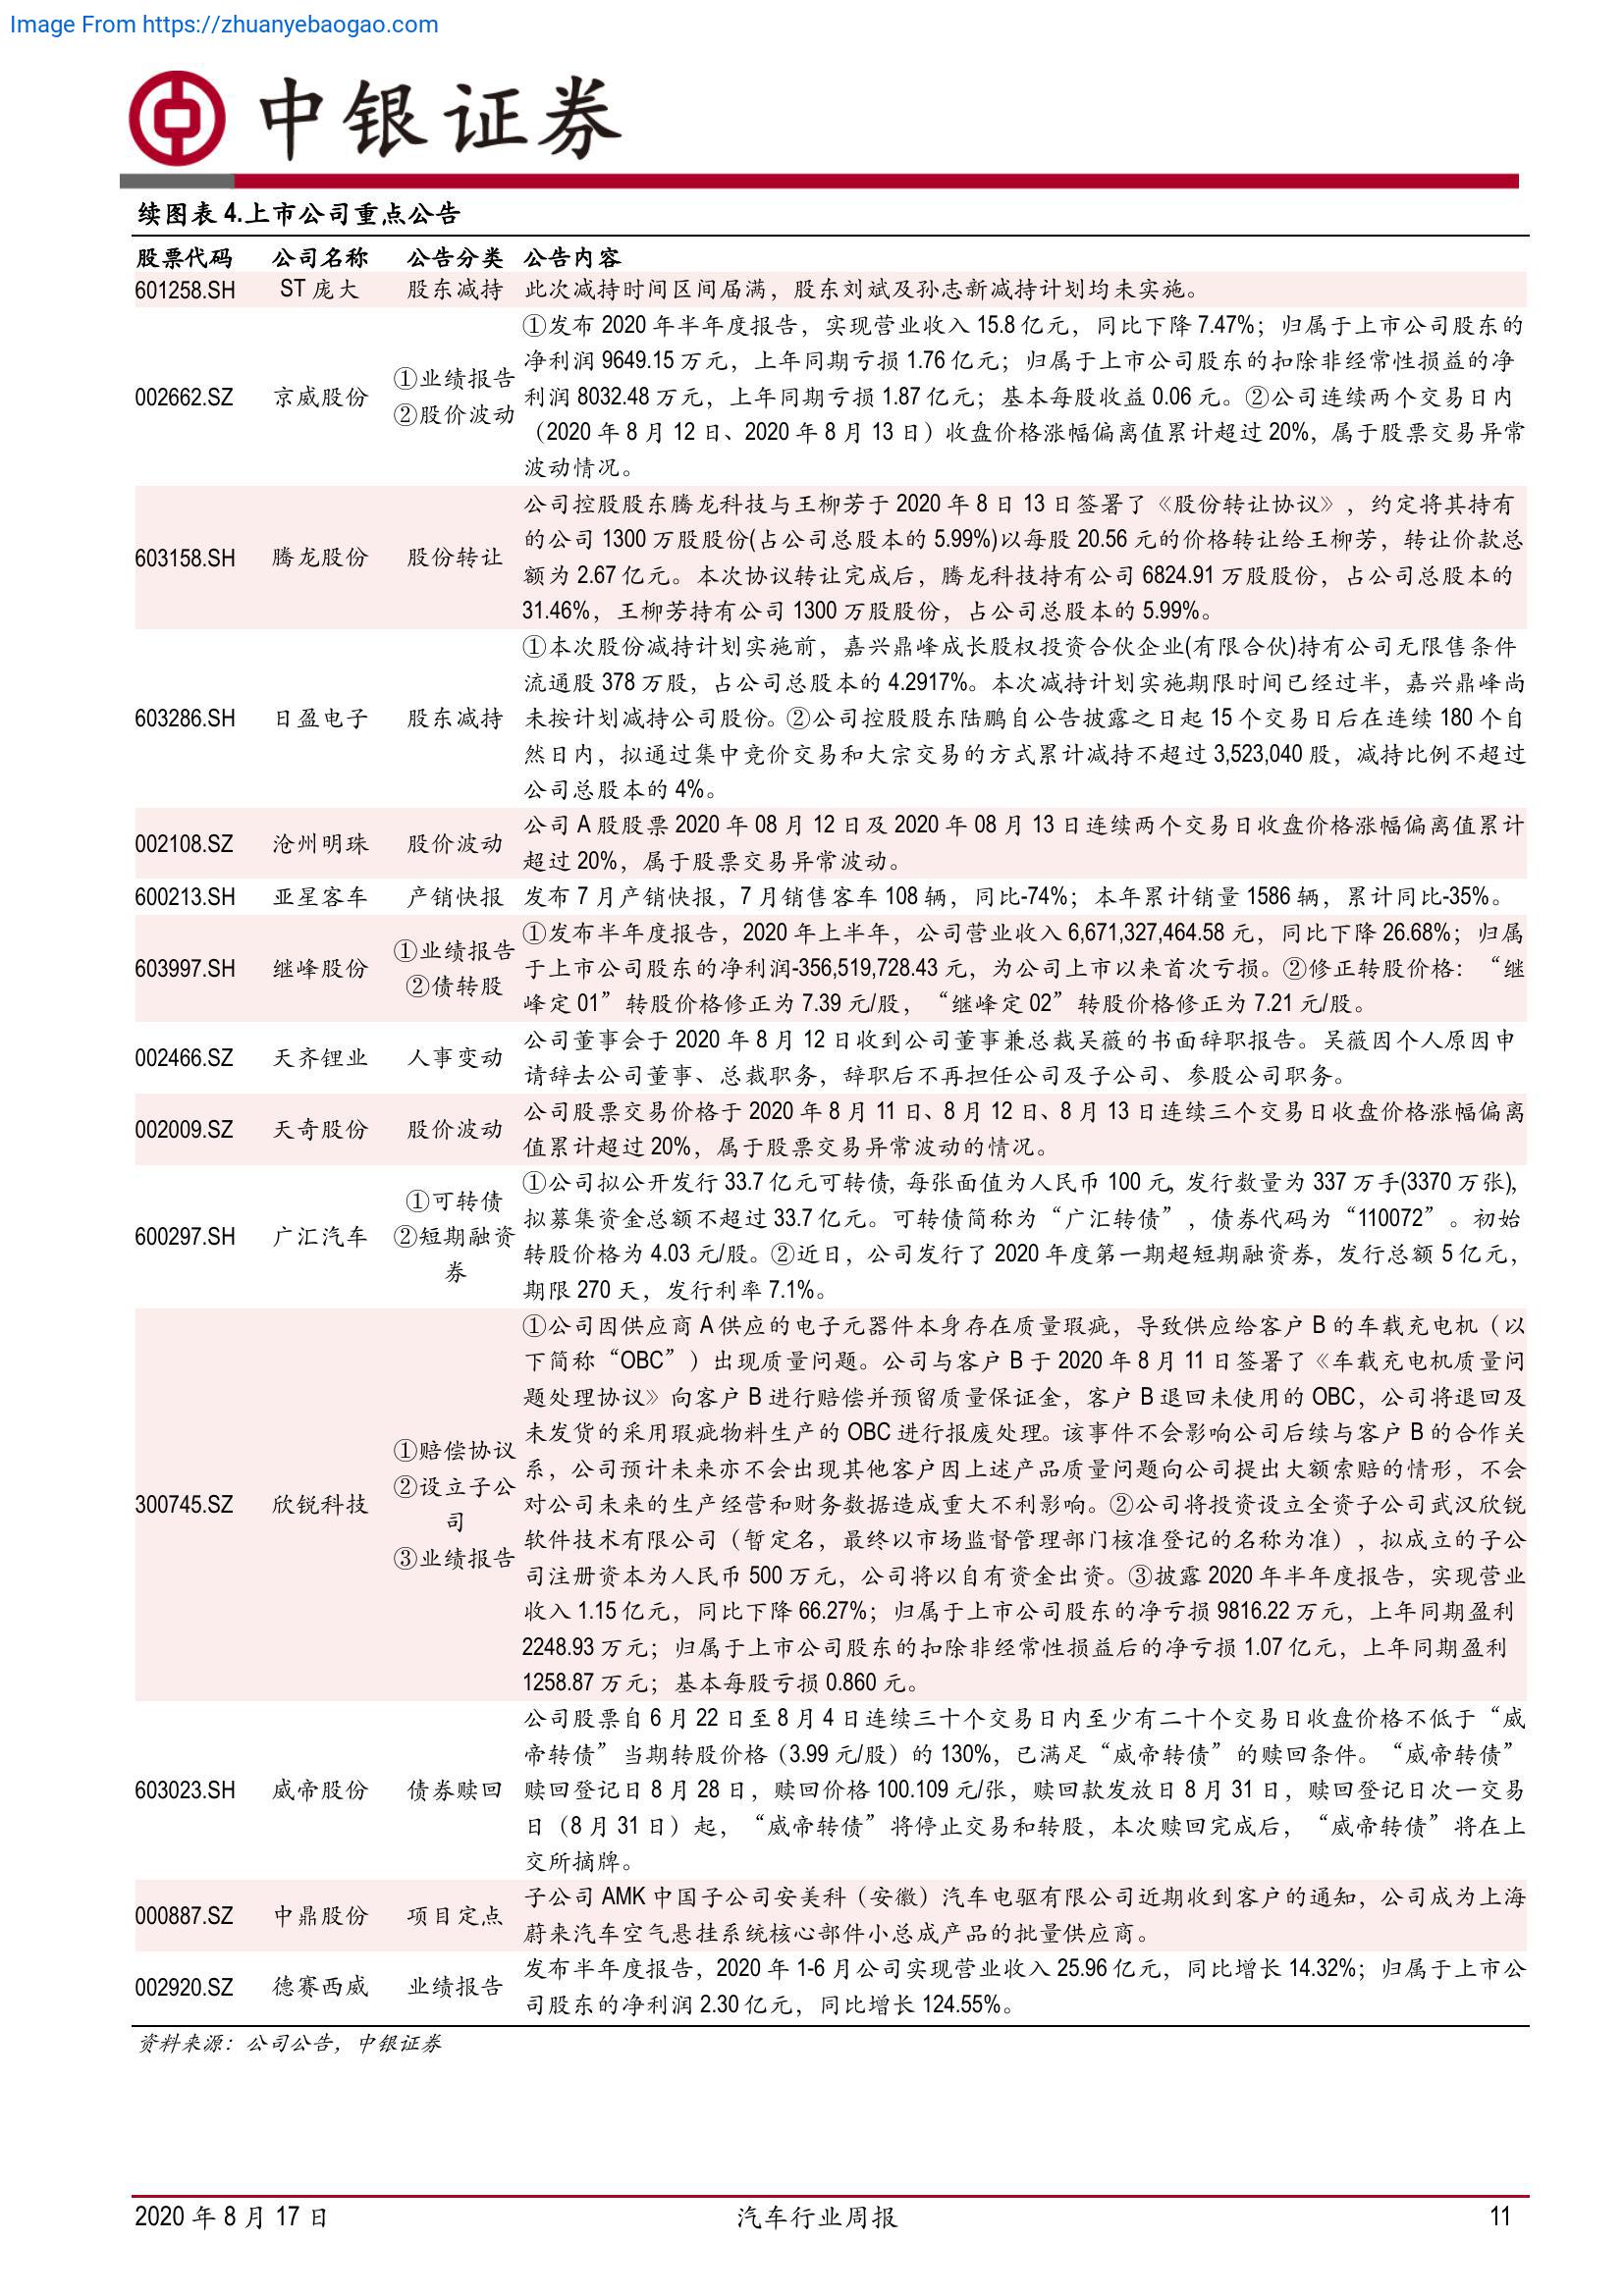 Image From https://zhuanyebaogao.com
中银证券
续图表 4.上市公司重点公告
股票代码 公司名称 公告分类 公告内容
601258.SH ST 庞大 股东减持 此次减持时间区间届满，股东刘斌及孙志新减持计划均未实施。
002662.SZ 京威股份 ①业绩报告
②股价波动
①发布 2020 年半年度报告，实现营业收入 15.8 亿元，同比下降 7.47%；归属于上市公司股东的
净利润 9649.15 万元，上年同期亏损 1.76 亿元；归属于上市公司股东的扣除非经常性损益的净
利润 8032.48 万元，上年同期亏损 1.87 亿元；基本每股收益 0.06 元。②公司连续两个交易日内
（2020 年 8 月 12 日、2020 年 8 月 13 日）收盘价格涨幅偏离值累计超过 20%，属于股票交易异常
波动情况。
603158.SH 腾龙股份 股份转让
公司控股股东腾龙科技与王柳芳于 2020 年 8 日 13 日签署了《股份转让协议》，约定将其持有
的公司 1300 万股股份(占公司总股本的 5.99%)以每股 20.56 元的价格转让给王柳芳，转让价款总
额为 2.67 亿元。本次协议转让完成后，腾龙科技持有公司 6824.91 万股股份，占公司总股本的
31.46%，王柳芳持有公司 1300 万股股份，占公司总股本的 5.99%。
603286.SH 日盈电子 股东减持
①本次股份减持计划实施前，嘉兴鼎峰成长股权投资合伙企业(有限合伙)持有公司无限售条件
流通股 378 万股，占公司总股本的 4.2917%。本次减持计划实施期限时间已经过半，嘉兴鼎峰尚
未按计划减持公司股份。②公司控股股东陆鹏自公告披露之日起 15 个交易日后在连续 180 个自
然日内，拟通过集中竞价交易和大宗交易的方式累计减持不超过 3,523,040 股，减持比例不超过
公司总股本的 4%。
002108.SZ 沧州明珠 股价波动
公司 A 股股票 2020 年 08 月 12 日及 2020 年 08 月 13 日连续两个交易日收盘价格涨幅偏离值累计
超过 20%，属于股票交易异常波动。
600213.SH 亚星客车 产销快报 发布 7 月产销快报，7 月销售客车 108 辆，同比-74%；本年累计销量 1586 辆，累计同比-35%。
603997.SH 继峰股份 ①业绩报告
②债转股
①发布半年度报告，2020 年上半年，公司营业收入 6,671,327,464.58 元，同比下降 26.68%；归属
于上市公司股东的净利润-356,519,728.43 元，为公司上市以来首次亏损。②修正转股价格：“继
峰定 01”转股价格修正为 7.39 元/股，“继峰定 02”转股价格修正为 7.21 元/股。
002466.SZ 天齐锂业 人事变动
公司董事会于 2020 年 8 月 12 日收到公司董事兼总裁吴薇的书面辞职报告。吴薇因个人原因申
请辞去公司董事、总裁职务，辞职后不再担任公司及子公司、参股公司职务。
002009.SZ 天奇股份 股价波动
公司股票交易价格于 2020 年 8 月 11 日、8 月 12 日、8 月 13 日连续三个交易日收盘价格涨幅偏离
值累计超过 20%，属于股票交易异常波动的情况。
600297.SH 广汇汽车 ①可转债
②短期融资
券
①公司拟公开发行 33.7 亿元可转债, 每张面值为人民币 100 元, 发行数量为 337 万手(3370 万张),
拟募集资金总额不超过 33.7 亿元。可转债简称为“广汇转债”，债券代码为“110072”。初始
转股价格为 4.03 元/股。②近日，公司发行了 2020 年度第一期超短期融资券，发行总额 5 亿元，
期限 270 天，发行利率 7.1%。
300745.SZ 欣锐科技 ①赔偿协议
②设立子公
司
③业绩报告
①公司因供应商 A 供应的电子元器件本身存在质量瑕疵，导致供应给客户 B 的车载充电机（以
下简称“OBC”）出现质量问题。公司与客户 B 于 2020 年 8 月 11 日签署了《车载充电机质量问
题处理协议》向客户 B 进行赔偿并预留质量保证金，客户 B 退回未使用的 OBC，公司将退回及
未发货的采用瑕疵物料生产的 OBC 进行报废处理。该事件不会影响公司后续与客户 B 的合作关
系，公司预计未来亦不会出现其他客户因上述产品质量问题向公司提出大额索赔的情形，不会
对公司未来的生产经营和财务数据造成重大不利影响。②公司将投资设立全资子公司武汉欣锐
软件技术有限公司（暂定名，最终以市场监督管理部门核准登记的名称为准），拟成立的子公
司注册资本为人民币 500 万元，公司将以自有资金出资。③披露 2020 年半年度报告，实现营业
收入 1.15 亿元，同比下降 66.27%；归属于上市公司股东的净亏损 9816.22 万元，上年同期盈利
2248.93 万元；归属于上市公司股东的扣除非经常性损益后的净亏损 1.07 亿元，上年同期盈利
1258.87 万元；基本每股亏损 0.860 元。
603023.SH 威帝股份 债券赎回
公司股票自 6 月 22 日至 8 月 4 日连续三十个交易日内至少有二十个交易日收盘价格不低于“威
帝转债”当期转股价格（3.99 元/股）的 130%，已满足“威帝转债”的赎回条件。“威帝转债”
赎回登记日 8 月 28 日，赎回价格 100.109 元/张，赎回款发放日 8 月 31 日，赎回登记日次一交易
日（8 月 31 日）起，“威帝转债”将停止交易和转股，本次赎回完成后，“威帝转债”将在上
交所摘牌。
000887.SZ 中鼎股份 项目定点
子公司 AMK 中国子公司安美科（安徽）汽车电驱有限公司近期收到客户的通知，公司成为上海
蔚来汽车空气悬挂系统核心部件小总成产品的批量供应商。
002920.SZ 德赛西威 业绩报告
发布半年度报告，2020 年 1-6 月公司实现营业收入 25.96 亿元，同比增长 14.32%；归属于上市公
司股东的净利润 2.30 亿元，同比增长 124.55%。
资料来源：公司公告，中银证券
2020 年 8 月 17 日 汽车行业周报 11